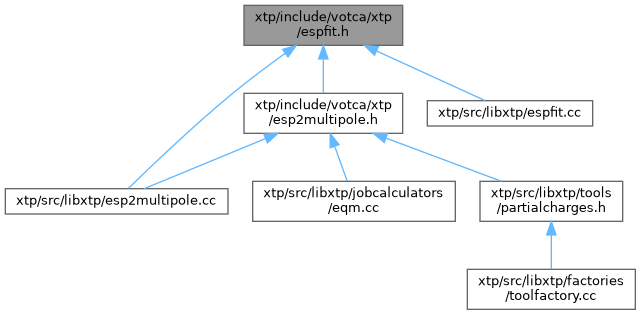 xtp/include/votca/xtp
/espfit.h
xtp/include/votca/xtp
/esp2multipole.h
xtp/src/libxtp/espfit.cc
xtp/src/libxtp/esp2multipole.cc
xtp/src/libxtp/jobcalculators
/eqm.cc
xtp/src/libxtp/tools
/partialcharges.h
xtp/src/libxtp/factories
/toolfactory.cc